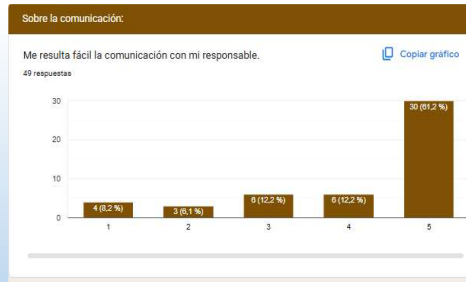 Sobre la comunicación:
Me resulta fácil la comunicación con mi responsable.
Copiar gráfico
49 respuestas
30
20
10
0
4 (8,2 %)
3 (6,1 %)
6 (12,2 %)
6 (12,2 %)
30 (61,2 %)
1
2
3
4
5